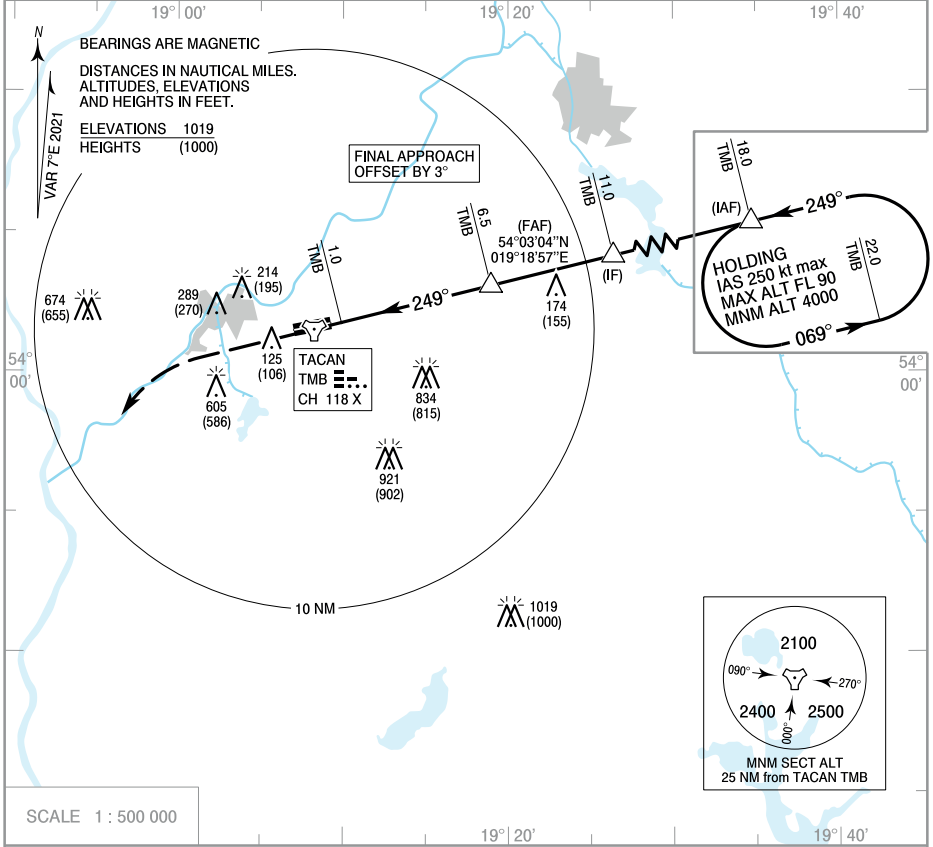 19° 00'
19° 20'
19° 40'
N
VAR 7°E 2021
BEARINGS ARE MAGNETIC
DISTANCES IN NAUTICAL MILES.
ALTITUDES, ELEVATIONS
AND HEIGHTS IN FEET.
ELEVATIONS 1019
HEIGHTS (1000)
FINAL APPROACH
OFFSET BY 3°
18.0
TMB
(IAF)
249°
HOLDING
IAS 250 kt max
MAX ALT FL 90
MNM ALT 4000
22.0
TMB
069°
11.0
TMB
(IF)
6.5
TMB
(FAF)
54°03'04"N
019°18'57"E
1.0
TMB
249°
214
(195)
289
(270)
674
(655)
174
(155)
125
(106)
605
(586)
TACAN
TMB
CH 118 X
834
(815)
921
(902)
54°
00'
54°
00'
10 NM
1019
(1000)
2100
090°
270°
2400
2500
000°
MNM SECT ALT
25 NM from TACAN TMB
SCALE 1 : 500 000
19° 20'
19° 40'